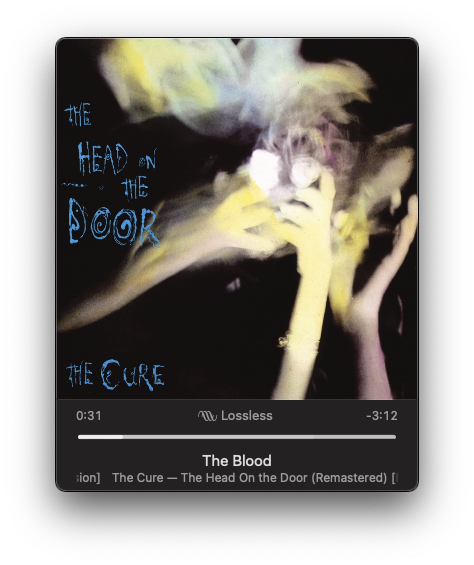 THE
HEAD ON
THE
DOOR
THE CURE
0:31 Lossless -3:12
The Blood
sion] The Cure — The Head On the Door (Remastered) [